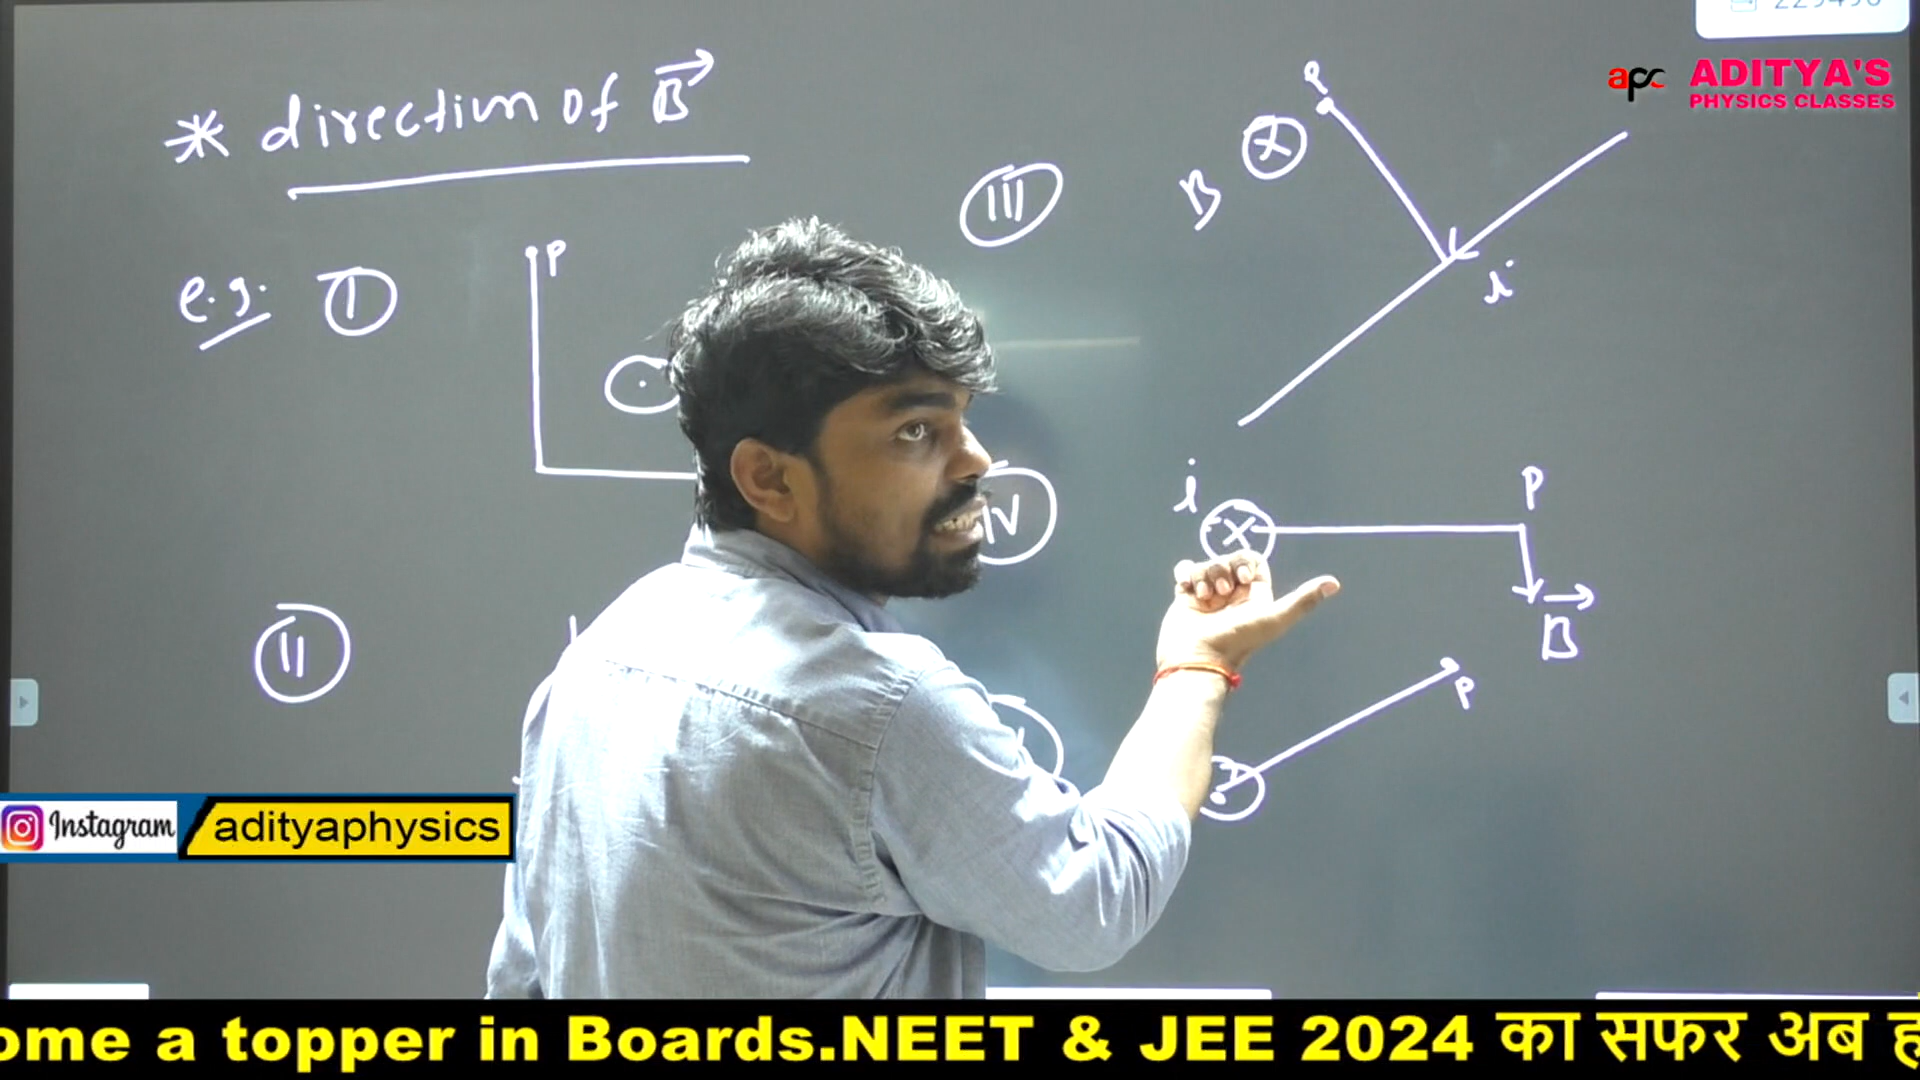 * direction of B
e.g. I
P
II
III
P
B
i
IV
i
P
B
P
apc ADITYA'S
PHYSICS CLASSES
Instagram adityaphysics
ome a topper in Boards.NEET & JEE 2024 का सफर अब ह